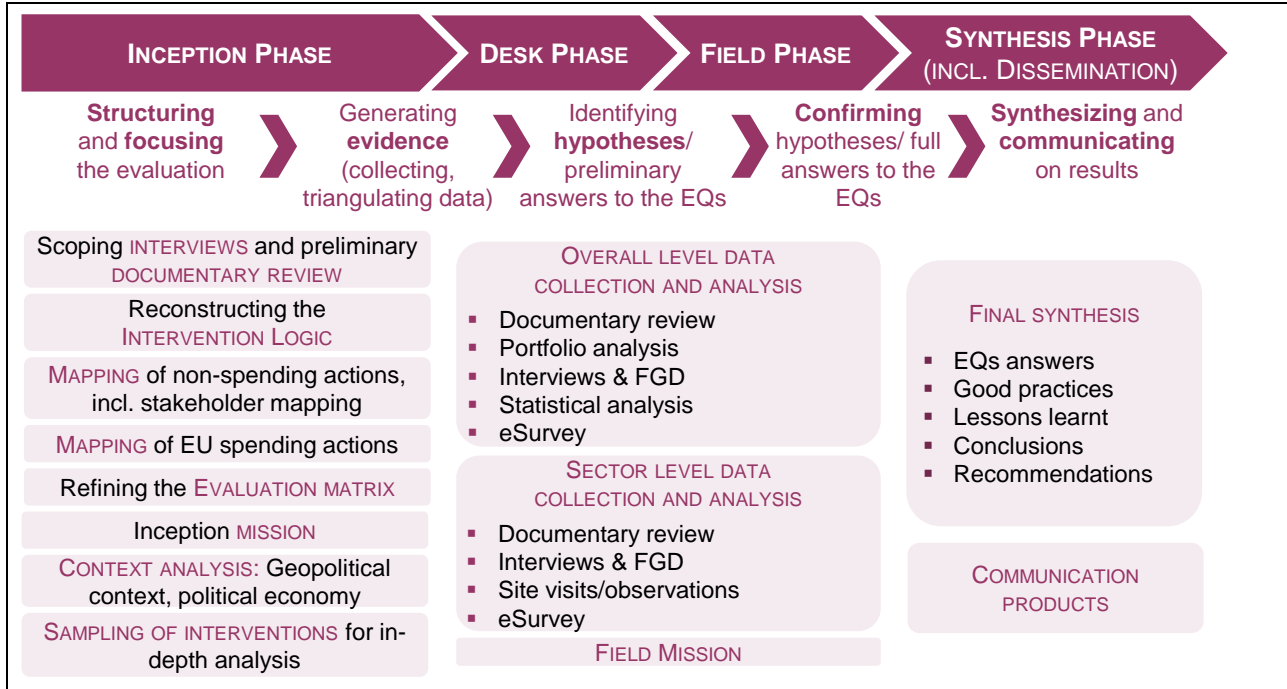 INCEPTION PHASE
DESK PHASE
FIELD PHASE
SYNTHESIS PHASE
(INCL. DISSEMINATION)
Structuring
and focusing
the evaluation
Generating
evidence
(collecting,
triangulating data)
Identifying
hypotheses/
preliminary
answers to the EQs
Confirming
hypotheses/ full
answers to the
EQs
Synthesizing and
communicating
on results
Scoping INTERVIEWS and preliminary
DOCUMENTARY REVIEW
Reconstructing the
INTERVENTION LOGIC
MAPPING of non-spending actions,
incl. stakeholder mapping
MAPPING of EU spending actions
Refining the EVALUATION MATRIX
Inception MISSION
CONTEXT ANALYSIS: Geopolitical
context, political economy
SAMPLING OF INTERVENTIONS for in-
depth analysis
OVERALL LEVEL DATA
COLLECTION AND ANALYSIS
▪ Documentary review
▪ Portfolio analysis
▪ Interviews & FGD
▪ Statistical analysis
▪ eSurvey
SECTOR LEVEL DATA
COLLECTION AND ANALYSIS
▪ Documentary review
▪ Interviews & FGD
▪ Site visits/observations
▪ eSurvey
FIELD MISSION
FINAL SYNTHESIS
▪ EQs answers
▪ Good practices
▪ Lessons learnt
▪ Conclusions
▪ Recommendations
COMMUNICATION
PRODUCTS